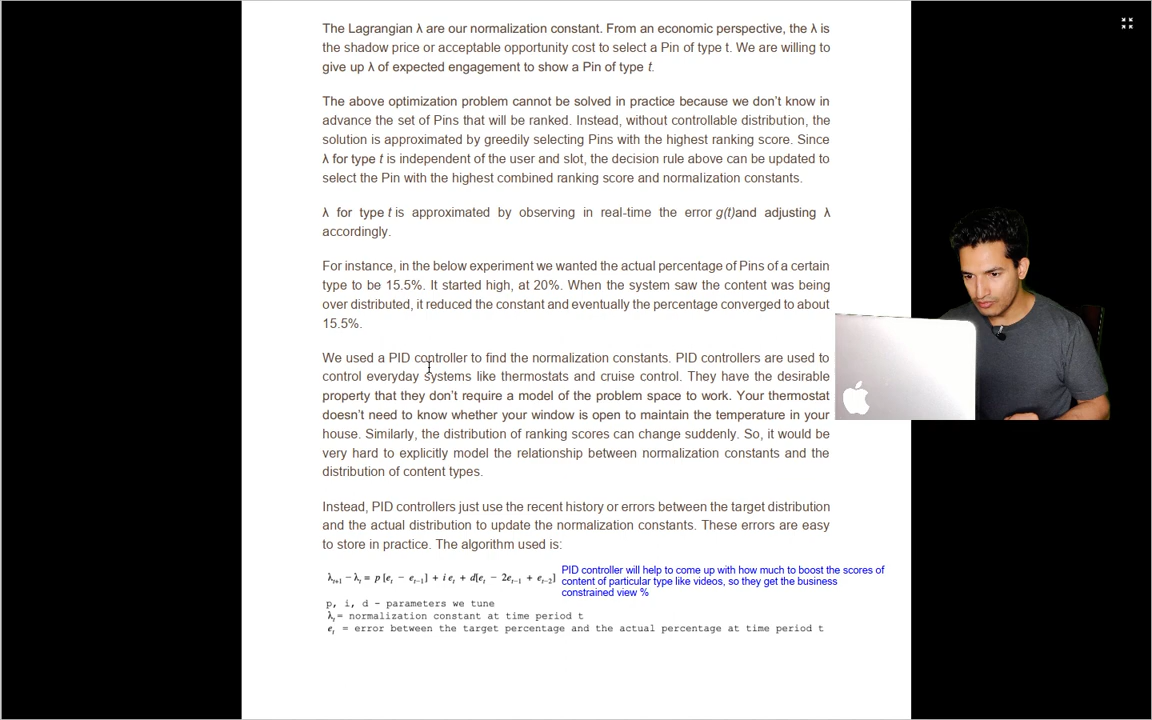 The Lagrangian λ are our normalization constant. From an economic perspective, the λ is
the shadow price or acceptable opportunity cost to select a Pin of type t. We are willing to
give up λ of expected engagement to show a Pin of type t.
The above optimization problem cannot be solved in practice because we don't know in
advance the set of Pins that will be ranked. Instead, without controllable distribution, the
solution is approximated by greedily selecting Pins with the highest ranking score. Since
λ for type t is independent of the user and slot, the decision rule above can be updated to
select the Pin with the highest combined ranking score and normalization constants.
λ for type t is approximated by observing in real-time the error g(t)and adjusting λ
accordingly.
For instance, in the below experiment we wanted the actual percentage of Pins of a certain
type to be 15.5%. It started high, at 20%. When the system saw the content was being
over distributed, it reduced the constant and eventually the percentage converged to about
15.5%.
We used a PID controller to find the normalization constants. PID controllers are used to
control everyday systems like thermostats and cruise control. They have the desirable
property that they don't require a model of the problem space to work. Your thermostat
doesn't need to know whether your window is open to maintain the temperature in your
house. Similarly, the distribution of ranking scores can change suddenly. So, it would be
very hard to explicitly model the relationship between normalization constants and the
distribution of content types.
Instead, PID controllers just use the recent history or errors between the target distribution
and the actual distribution to update the normalization constants. These errors are easy
to store in practice. The algorithm used is:
λₜ₊₁ − λₜ = p [eₜ − eₜ₋₁] + i eₜ + d[eₜ − 2eₜ₋₁ + eₜ₋₂]
PID controller will help to come up with how much to boost the scores of
content of particular type like videos, so they get the business
constrained view %
p, i, d - parameters we tune
λₜ= normalization constant at time period t
eₜ = error between the target percentage and the actual percentage at time period t